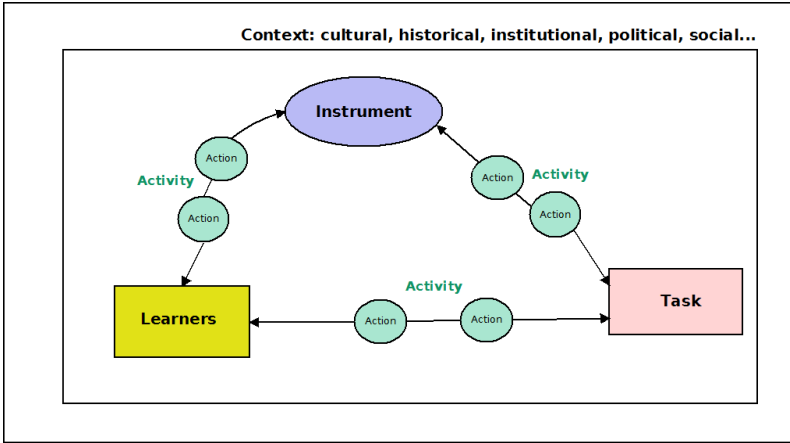 Context: cultural, historical, institutional, political, social...
Instrument
Action
Activity
Action
Action
Activity
Action
Learners
Activity
Action
Action
Task